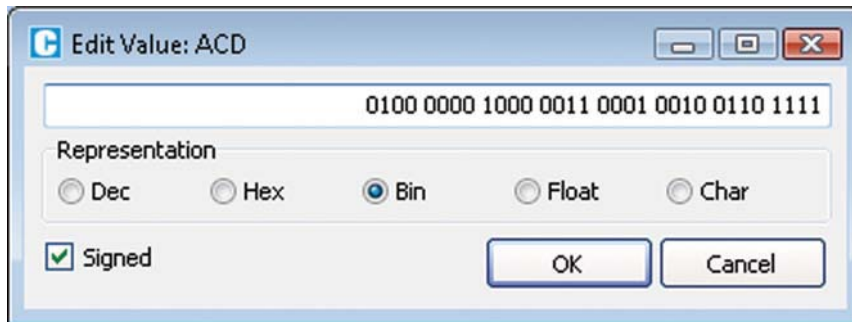 C Edit Value: ACD
0100 0000 1000 0011 0001 0010 0110 1111
Representation
Dec Hex Bin Float Char
Signed OK Cancel